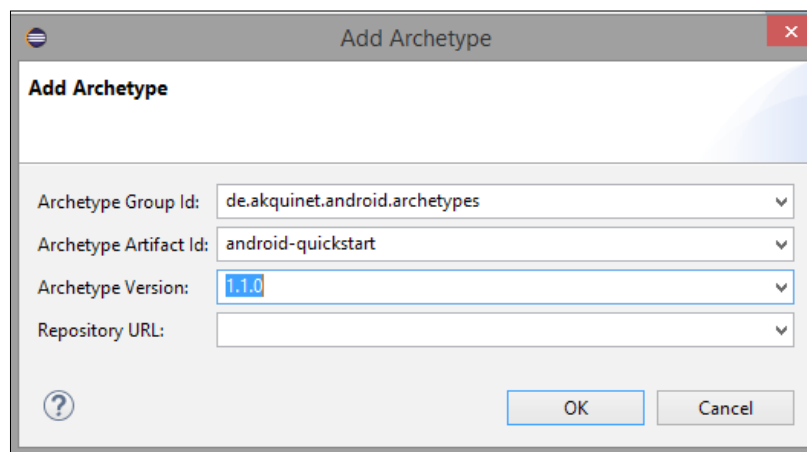 Add Archetype
Add Archetype
Archetype Group Id: de.akquinet.android.archetypes
Archetype Artifact Id: android-quickstart
Archetype Version: 1.1.0
Repository URL:
OK Cancel